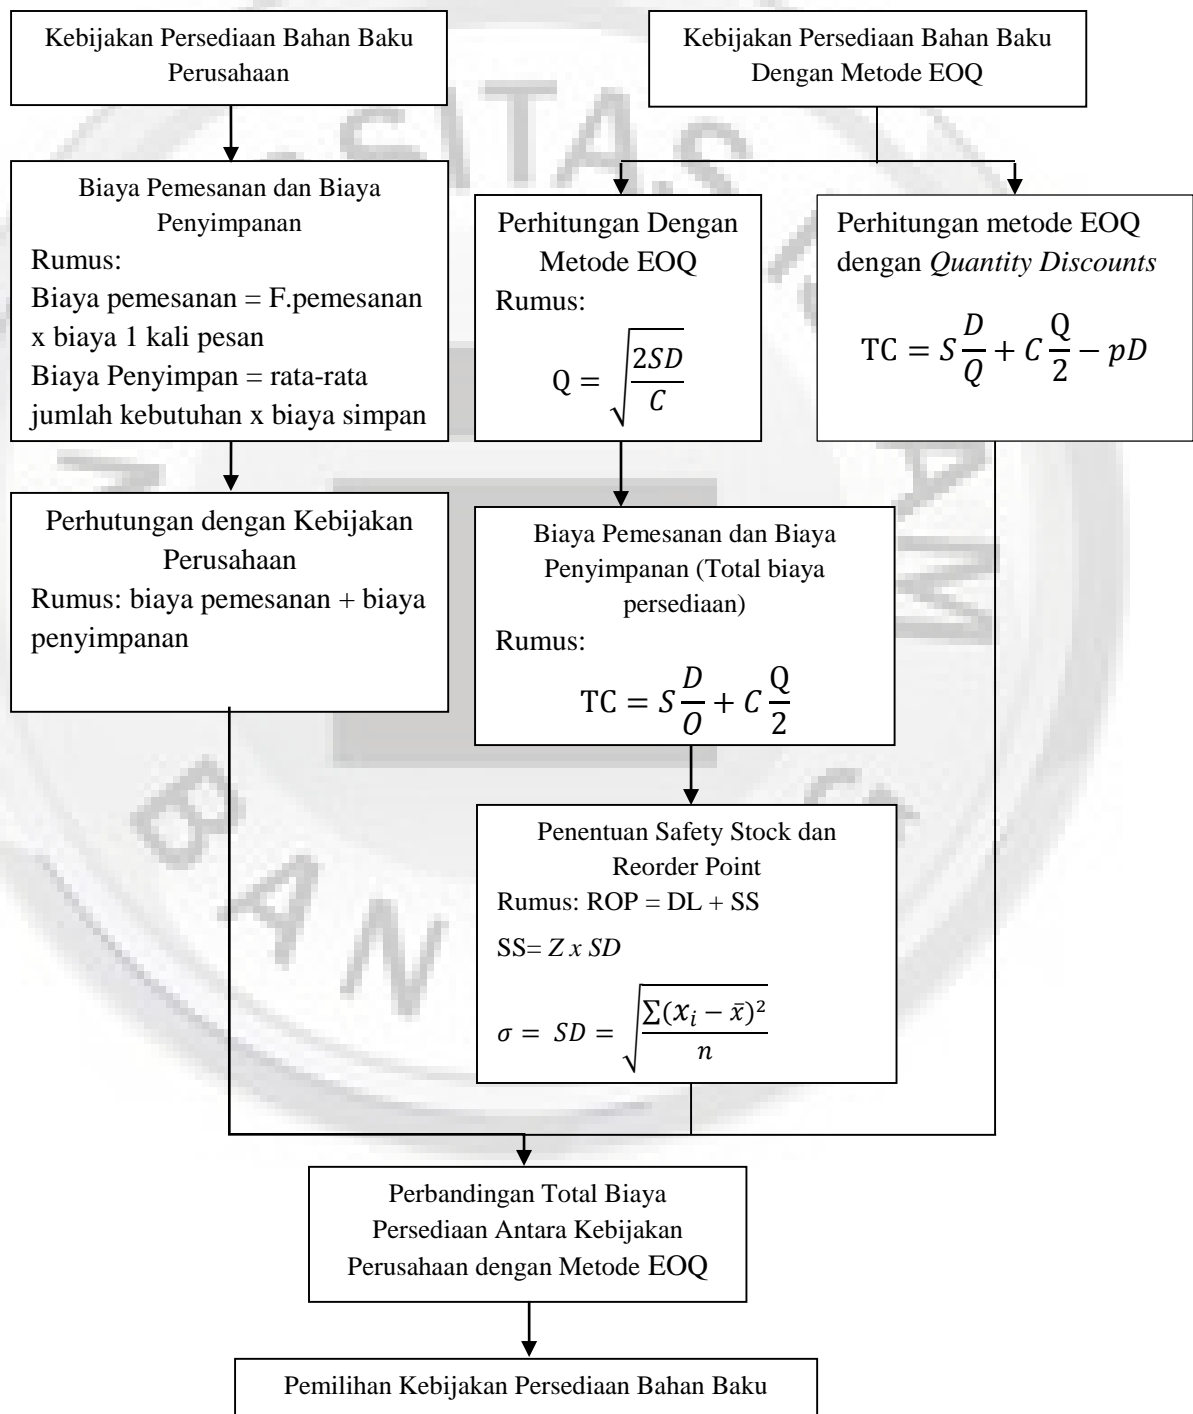 Kebijakan Persediaan Bahan Baku
Perusahaan
Kebijakan Persediaan Bahan Baku
Dengan Metode EOQ
Biaya Pemesanan dan Biaya
Penyimpanan
Rumus:
Biaya pemesanan = F.pemesanan
x biaya 1 kali pesan
Biaya Penyimpan = rata-rata
jumlah kebutuhan x biaya simpan
Perhitungan Dengan
Metode EOQ
Rumus:
Q = √(2SD/C)
Perhitungan metode EOQ
dengan Quantity Discounts
TC = S D/Q + C Q/2 − pD
Perhutungan dengan Kebijakan
Perusahaan
Rumus: biaya pemesanan + biaya
penyimpanan
Biaya Pemesanan dan Biaya
Penyimpanan (Total biaya
persediaan)
Rumus:
TC = S D/O + C Q/2
Penentuan Safety Stock dan
Reorder Point
Rumus: ROP = DL + SS
SS= Z x SD
σ = SD = √(∑(x_i − x̄)²/n)
Perbandingan Total Biaya
Persediaan Antara Kebijakan
Perusahaan dengan Metode EOQ
Pemilihan Kebijakan Persediaan Bahan Baku